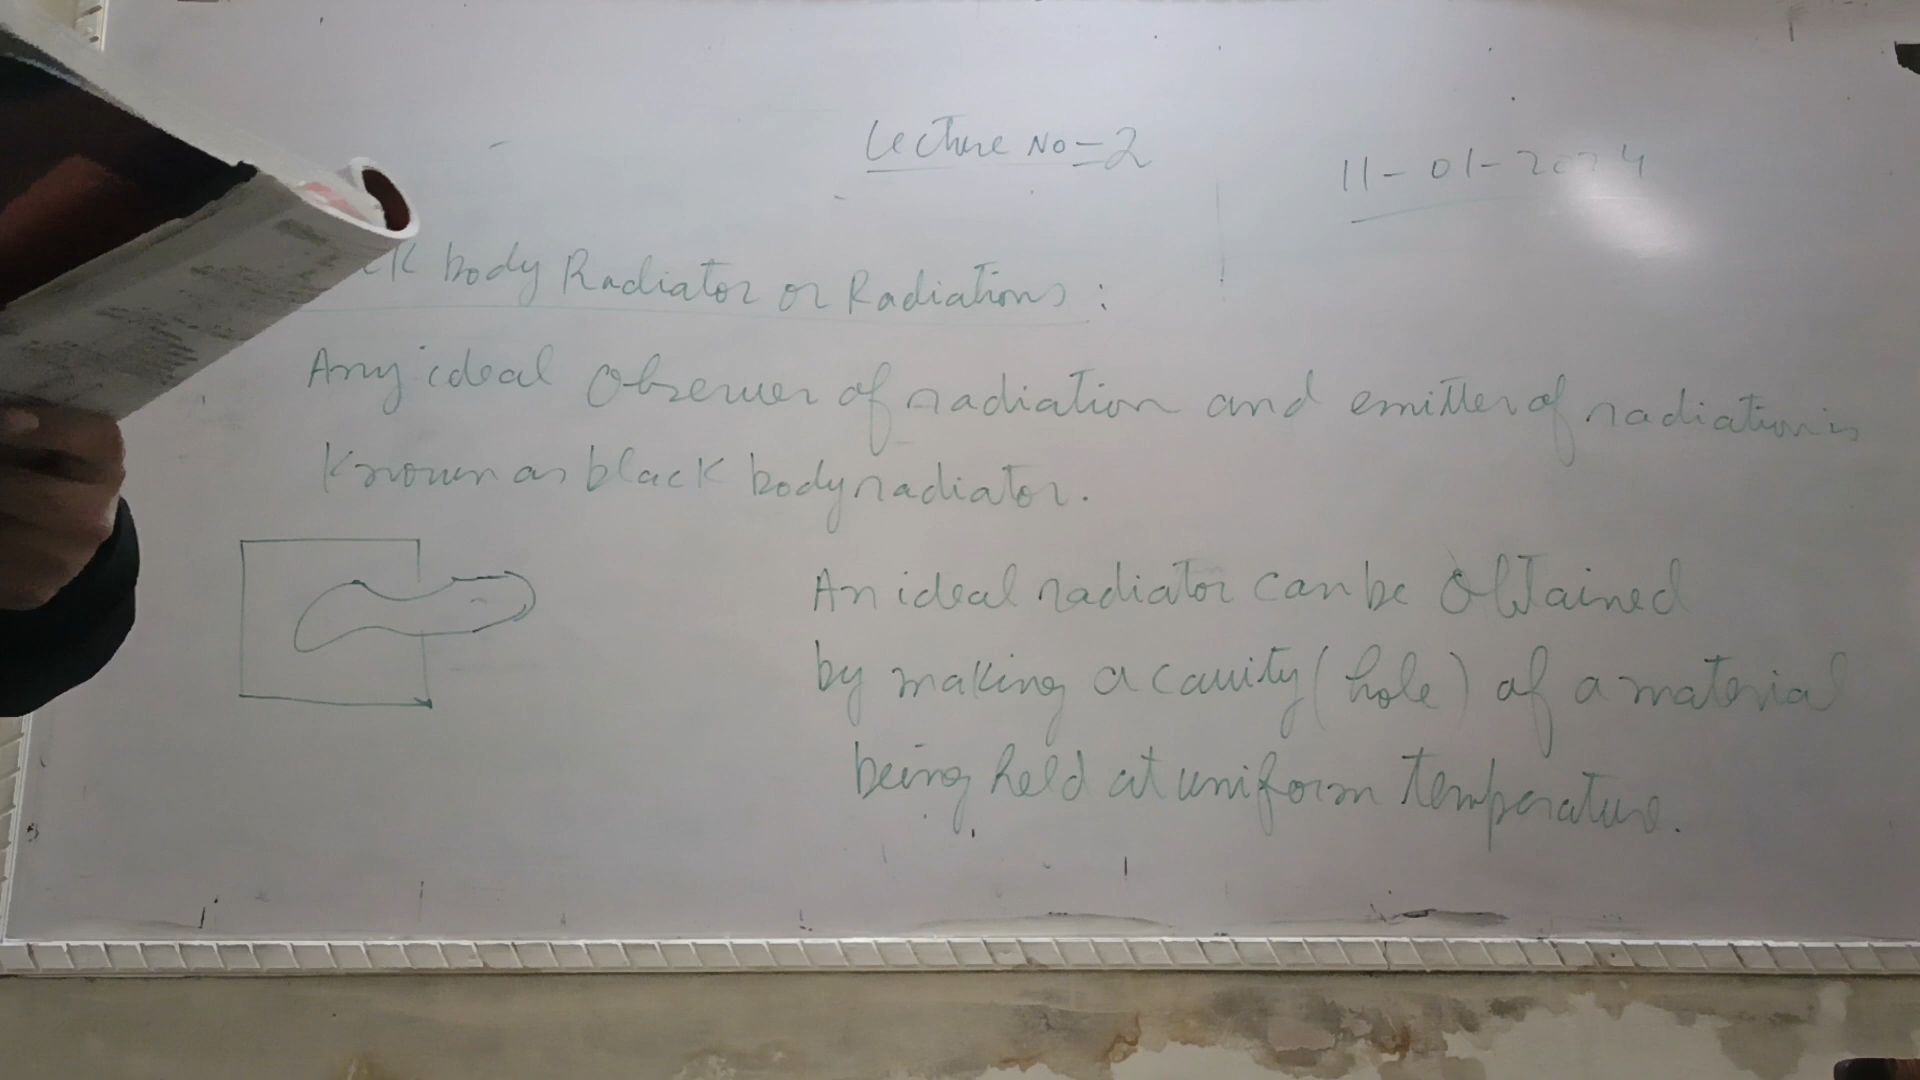 Lecture No=2
11-01-2024
ck body Radiator or Radiations:
Any ideal Observer of radiation and emitter of radiation is
Known as black body radiator.
An ideal radiator can be Obtained
by making a cavity (hole) of a material
being held at uniform temperature.